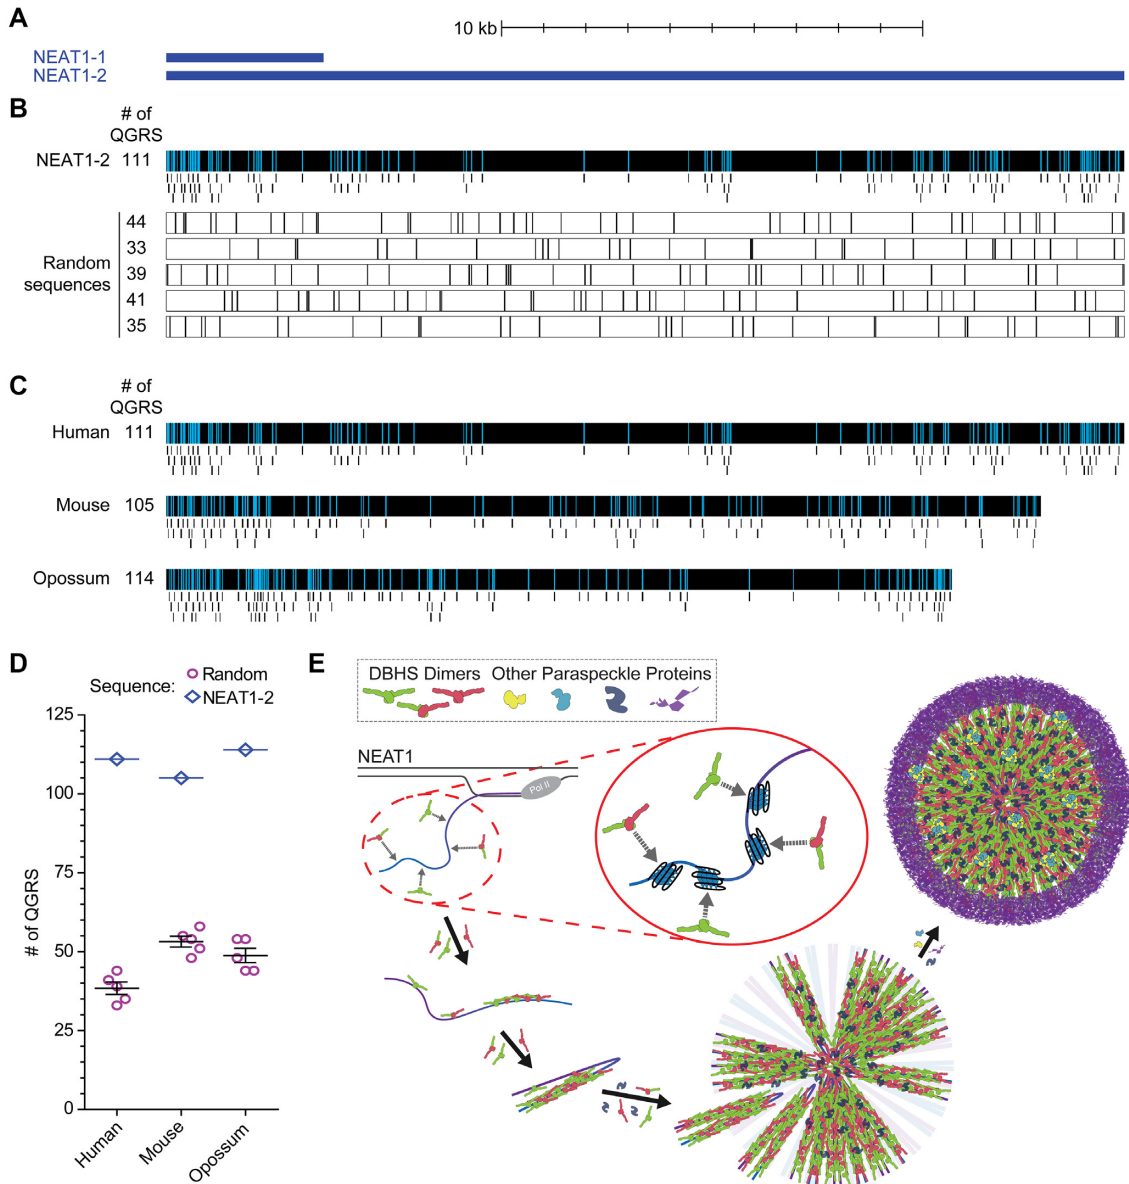 A
10 kb
NEAT1-1
NEAT1-2
B
# of
QGRS
NEAT1-2 111
44
33
Random
sequences
39
41
35
C
# of
QGRS
Human 111
Mouse 105
Opossum 114
D
Sequence:
Random
NEAT1-2
# of QGRS
125
100
75
50
25
0
Human
Mouse
Opossum
E
DBHS Dimers Other Paraspeckle Proteins
NEAT1
Pol II